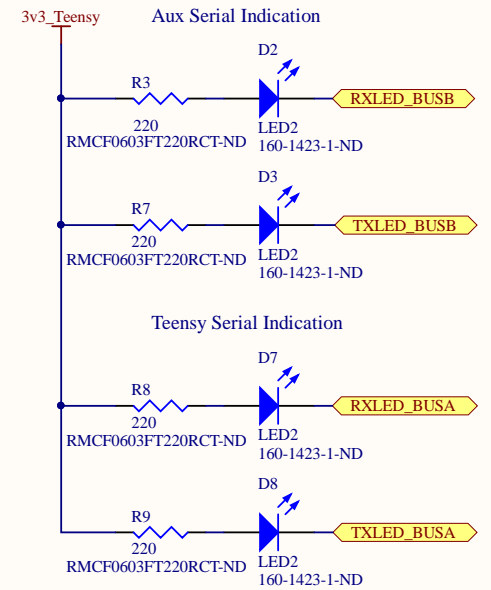 3v3_Teensy
Aux Serial Indication
D2
R3
RXLED_BUSB
220
LED2
RMCF0603FT220RCT-ND
160-1423-1-ND
D3
R7
TXLED_BUSB
220
LED2
RMCF0603FT220RCT-ND
160-1423-1-ND
Teensy Serial Indication
D7
R8
RXLED_BUSA
220
LED2
RMCF0603FT220RCT-ND
160-1423-1-ND
D8
R9
TXLED_BUSA
220
LED2
RMCF0603FT220RCT-ND
160-1423-1-ND